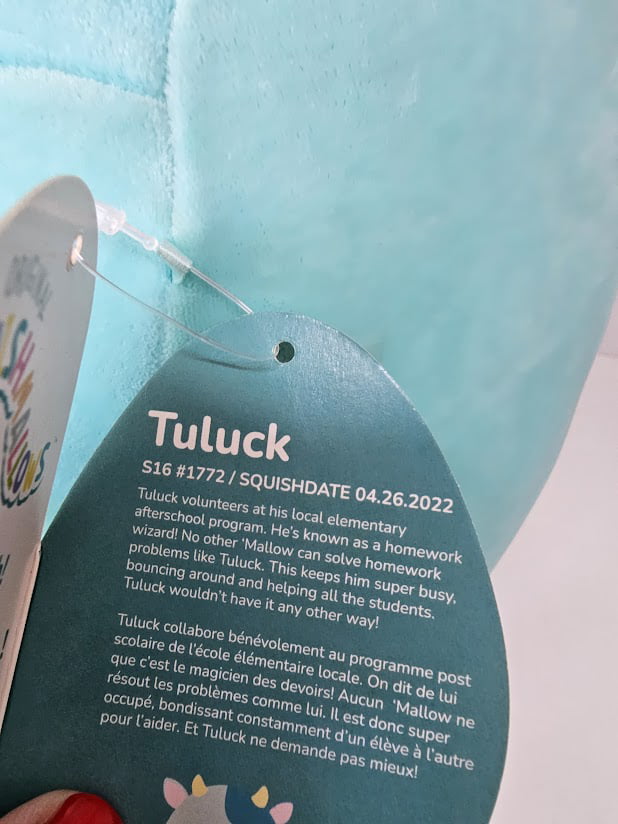 ORIGINAL
SQUISHMALLOWS
Tuluck
S16 #1772 / SQUISHDATE 04.26.2022
Tuluck volunteers at his local elementary
afterschool program. He's known as a homework
wizard! No other ‘Mallow can solve homework
problems like Tuluck. This keeps him super busy,
bouncing around and helping all the students.
Tuluck wouldn't have it any other way!
Tuluck collabore bénévolement au programme post
scolaire de l'école élémentaire locale. On dit de lui
que c'est le magicien des devoirs! Aucun ‘Mallow ne
résout les problèmes comme lui. Il est donc super
occupé, bondissant constamment d'un élève à l'autre
pour l'aider. Et Tuluck ne demande pas mieux!